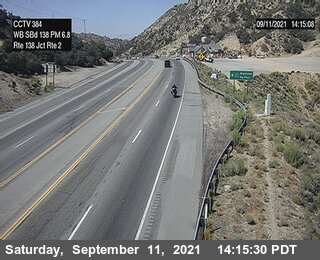 CCTV 384
WB SBd 138 PM 6.8
Rte 138 Jct Rte 2
09/11/2021 14:15:08
Saturday, September 11, 2021 14:15:30 PDT